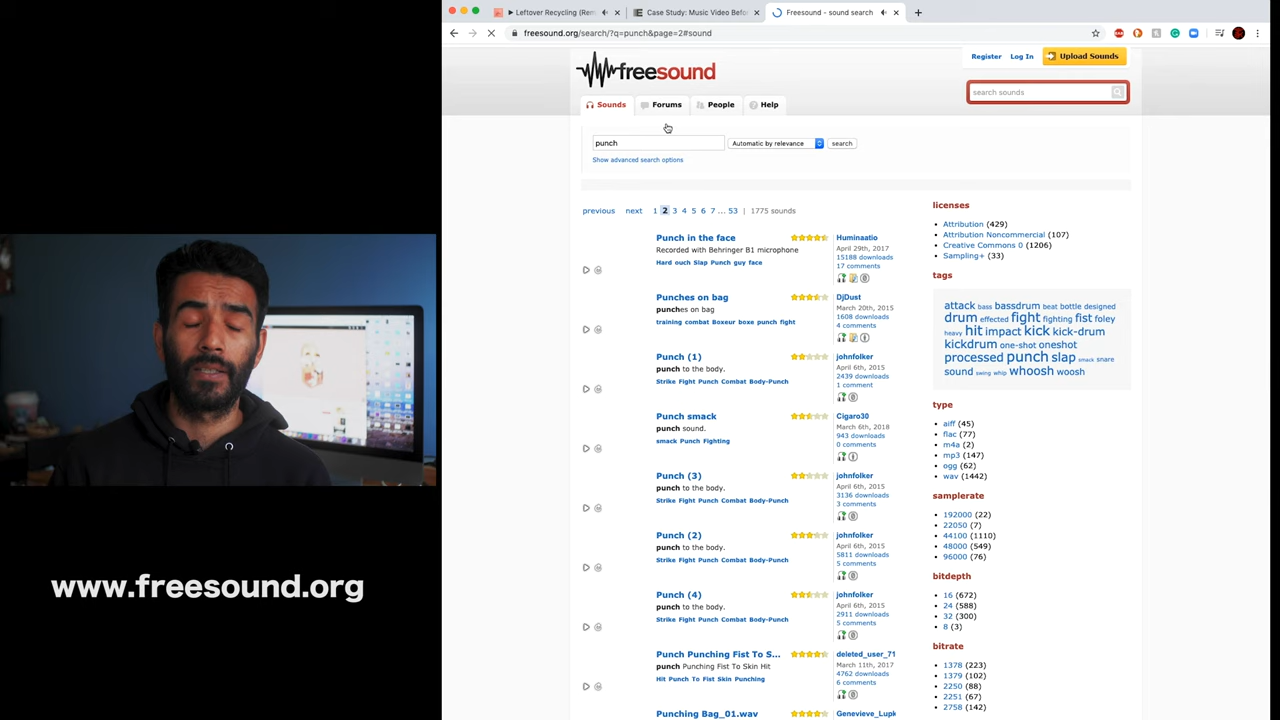 Leftover Recycling (Rem
Case Study: Music Video Befo
Freesound - sound search
freesound.org/search/?q=punch&page=2#sound
freesound
Register
Log In
Upload Sounds
search sounds
Sounds
Forums
People
Help
punch
Automatic by relevance
search
Show advanced search options
previous next 1 2 3 4 5 6 7 ... 53 | 1775 sounds
Punch in the face
Recorded with Behringer B1 microphone
Hard ouch Slap Punch guy face
Huminaatio
April 29th, 2017
15188 downloads
17 comments
Punches on bag
punches on bag
training combat Boxeur boxe punch fight
DjDust
March 20th, 2015
1608 downloads
4 comments
Punch (1)
punch to the body.
Strike Fight Punch Combat Body-Punch
johnfolker
April 6th, 2015
2439 downloads
1 comment
Punch smack
punch sound.
smack Punch Fighting
Cigaro30
March 6th, 2018
943 downloads
0 comments
Punch (3)
punch to the body.
Strike Fight Punch Combat Body-Punch
johnfolker
April 6th, 2015
3136 downloads
3 comments
Punch (2)
punch to the body.
Strike Fight Punch Combat Body-Punch
johnfolker
April 6th, 2015
5811 downloads
5 comments
Punch (4)
punch to the body.
Strike Fight Punch Combat Body-Punch
johnfolker
April 6th, 2015
2911 downloads
5 comments
Punch Punching Fist To S...
punch Punching Fist To Skin Hit
Hit Punch To Fist Skin Punching
deleted_user_71
March 11th, 2017
4762 downloads
6 comments
Punching Bag_01.wav
Genevieve_Lupk
licenses
Attribution (429)
Attribution Noncommercial (107)
Creative Commons 0 (1206)
Sampling+ (33)
tags
attack bass bassdrum beat bottle designed
drum effected fight fighting fist foley
heavy hit impact kick kick-drum
kickdrum one-shot oneshot
processed punch slap smack snare
sound swing whip whoosh woosh
type
aiff (45)
flac (77)
m4a (2)
mp3 (147)
ogg (62)
wav (1442)
samplerate
192000 (22)
22050 (7)
44100 (1110)
48000 (549)
96000 (76)
bitdepth
16 (672)
24 (588)
32 (300)
8 (3)
bitrate
1378 (223)
1379 (102)
2250 (88)
2251 (67)
2758 (142)
www.freesound.org